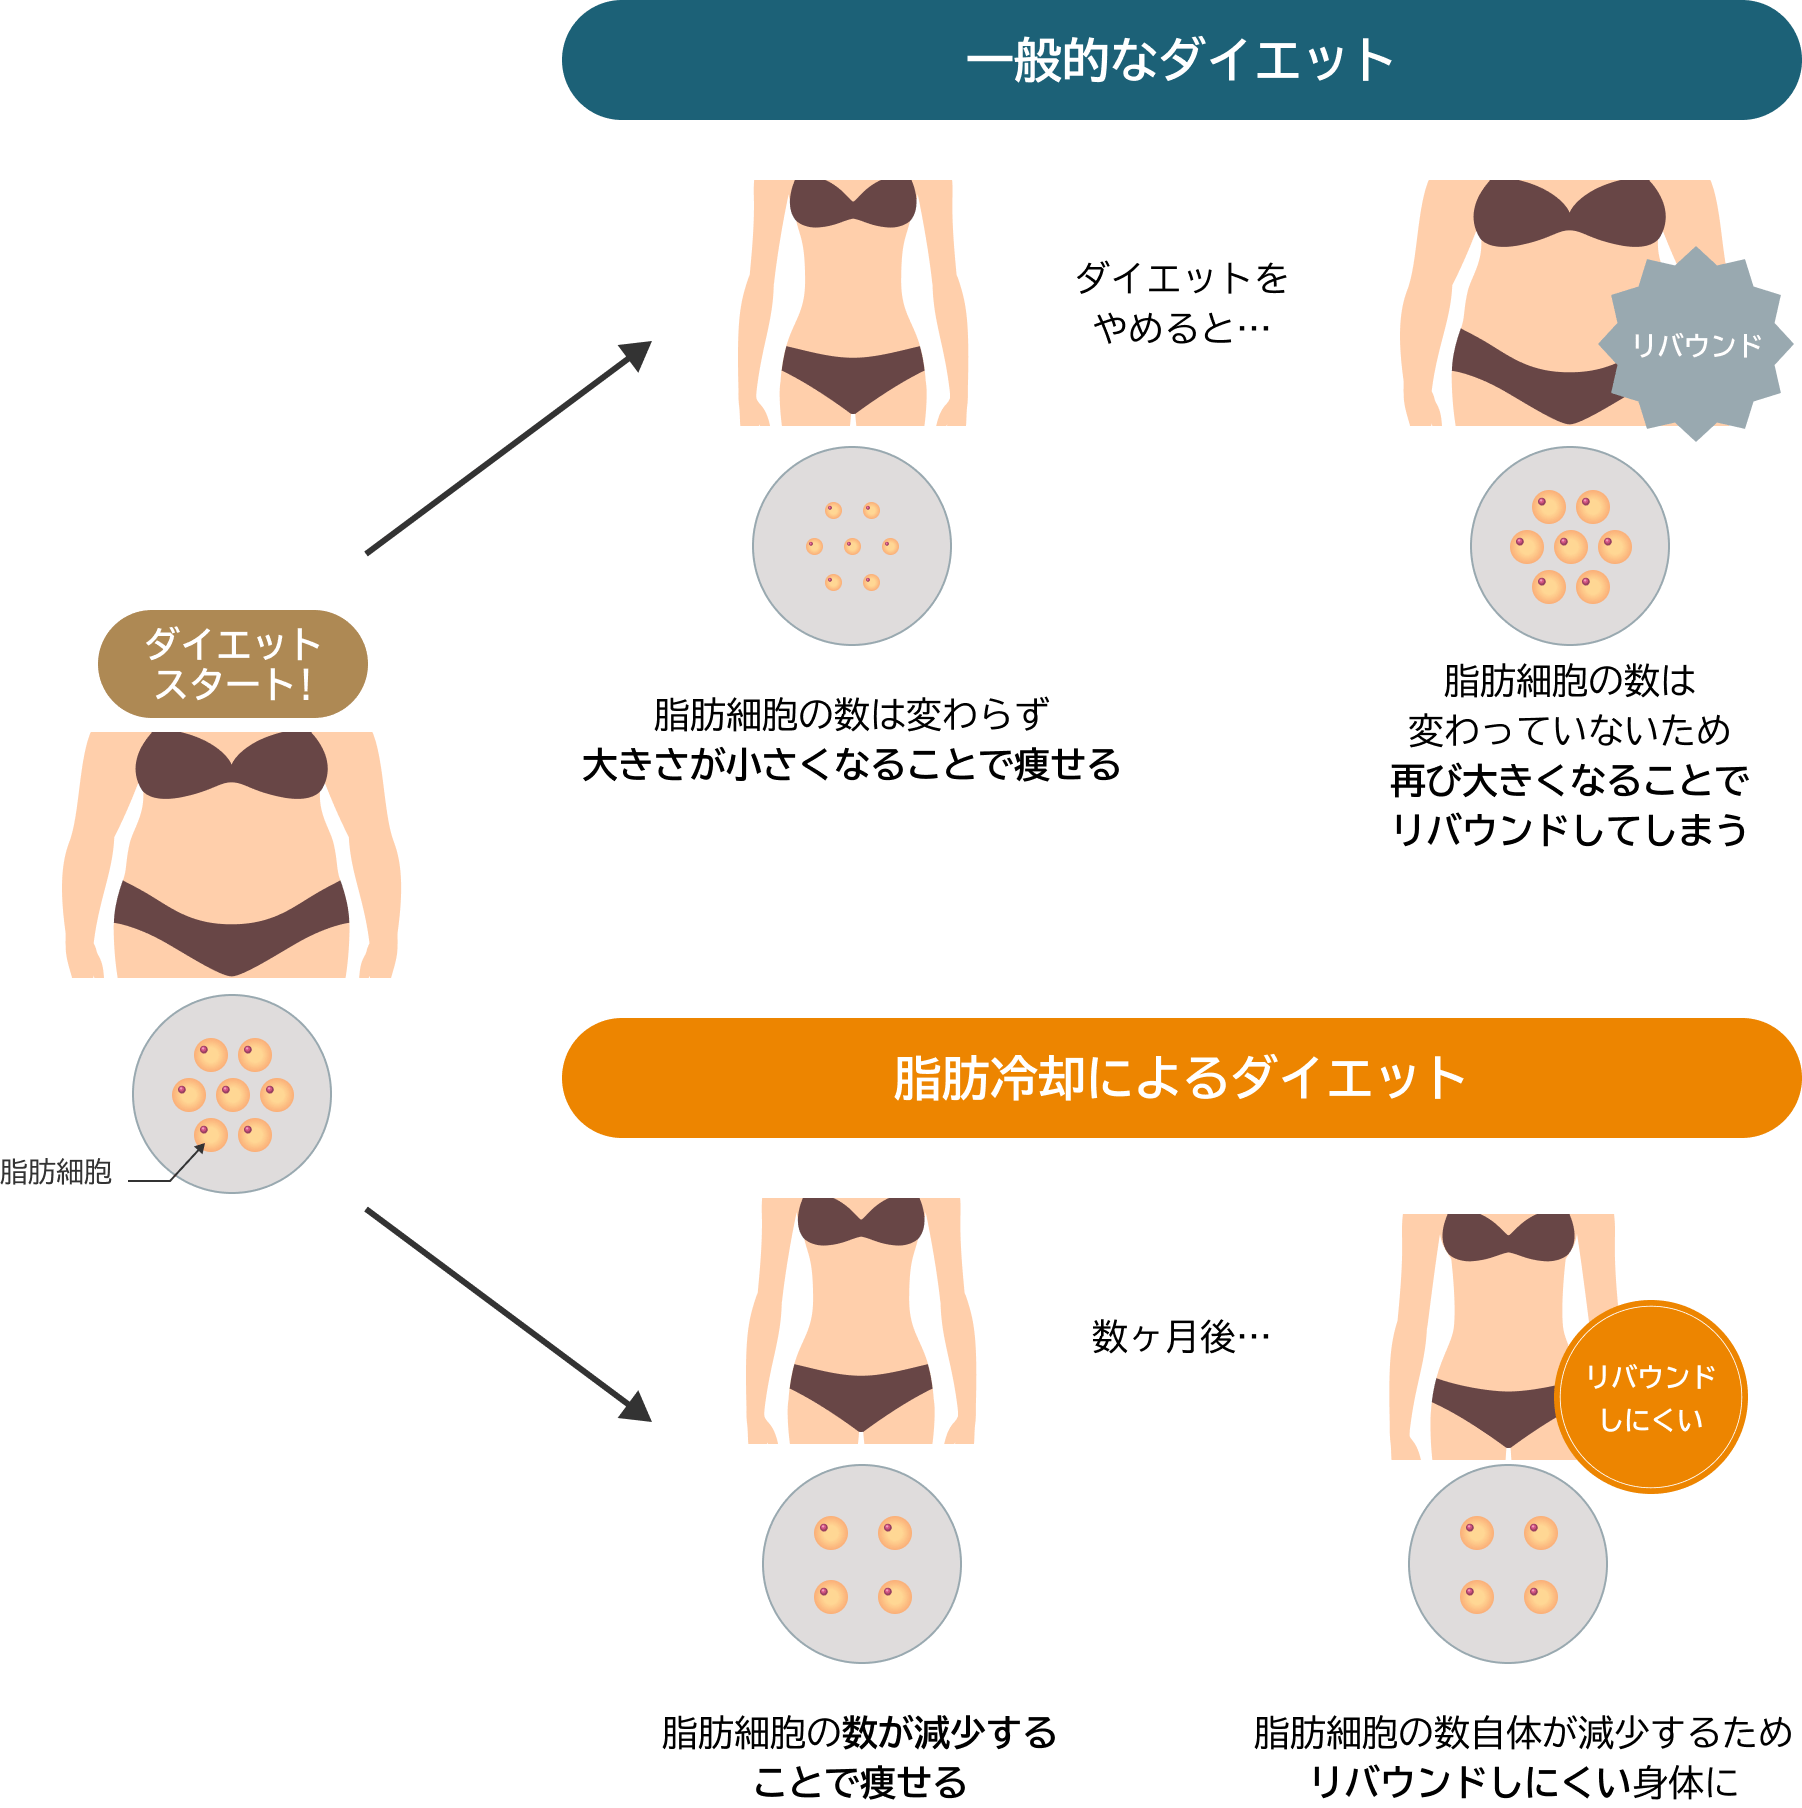 一般的なダイエット
ダイエットを
やめると…
リバウンド
ダイエット
スタート！
脂肪細胞の数は変わらず
大きさが小さくなることで痩せる
脂肪細胞の数は
変わっていないため
再び大きくなることで
リバウンドしてしまう
脂肪細胞
脂肪冷却によるダイエット
数ヶ月後…
リバウンド
しにくい
脂肪細胞の数が減少する
ことで痩せる
脂肪細胞の数自体が減少するため
リバウンドしにくい身体に